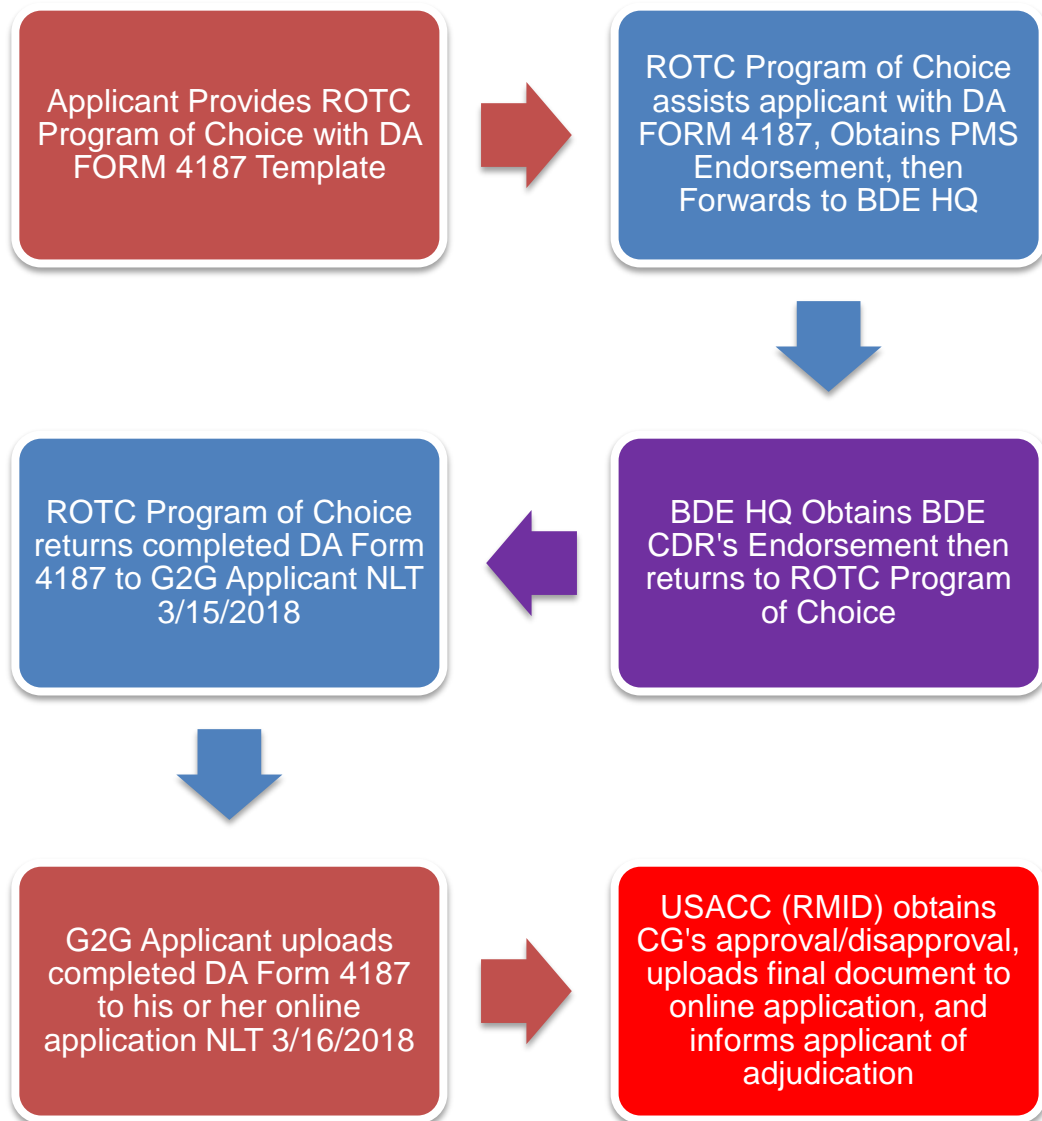 Applicant Provides ROTC
Program of Choice with DA
FORM 4187 Template
ROTC Program of Choice
assists applicant with DA
FORM 4187, Obtains PMS
Endorsement, then
Forwards to BDE HQ
BDE HQ Obtains BDE
CDR's Endorsement then
returns to ROTC Program
of Choice
ROTC Program of Choice
returns completed DA Form
4187 to G2G Applicant NLT
3/15/2018
G2G Applicant uploads
completed DA Form 4187
to his or her online
application NLT 3/16/2018
USACC (RMID) obtains
CG's approval/disapproval,
uploads final document to
online application, and
informs applicant of
adjudication